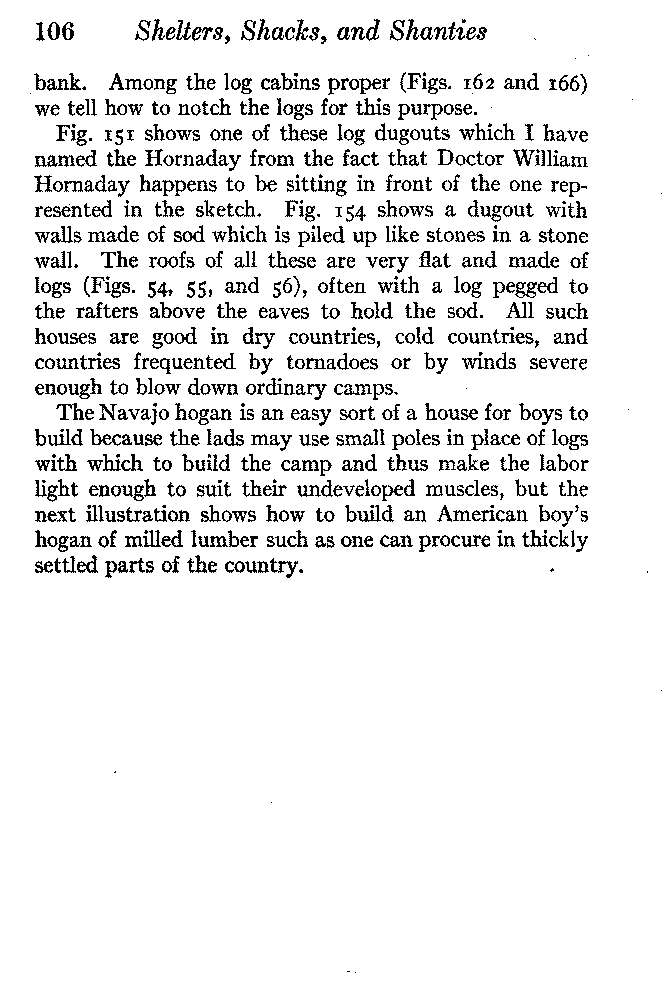 106 Shelters, Shacks, and Shanties
bank. Among the log cabins proper (Figs. 162 and 166)
we tell how to notch the logs for this purpose.
Fig. 151 shows one of these log dugouts which I have
named the Hornaday from the fact that Doctor William
Hornaday happens to be sitting in front of the one rep-
resented in the sketch. Fig. 154 shows a dugout with
walls made of sod which is piled up like stones in a stone
wall. The roofs of all these are very flat and made of
logs (Figs. 54, 55, and 56), often with a log pegged to
the rafters above the eaves to hold the sod. All such
houses are good in dry countries, cold countries, and
countries frequented by tornadoes or by winds severe
enough to blow down ordinary camps.
The Navajo hogan is an easy sort of a house for boys to
build because the lads may use small poles in place of logs
with which to build the camp and thus make the labor
light enough to suit their undeveloped muscles, but the
next illustration shows how to build an American boy's
hogan of milled lumber such as one can procure in thickly
settled parts of the country.